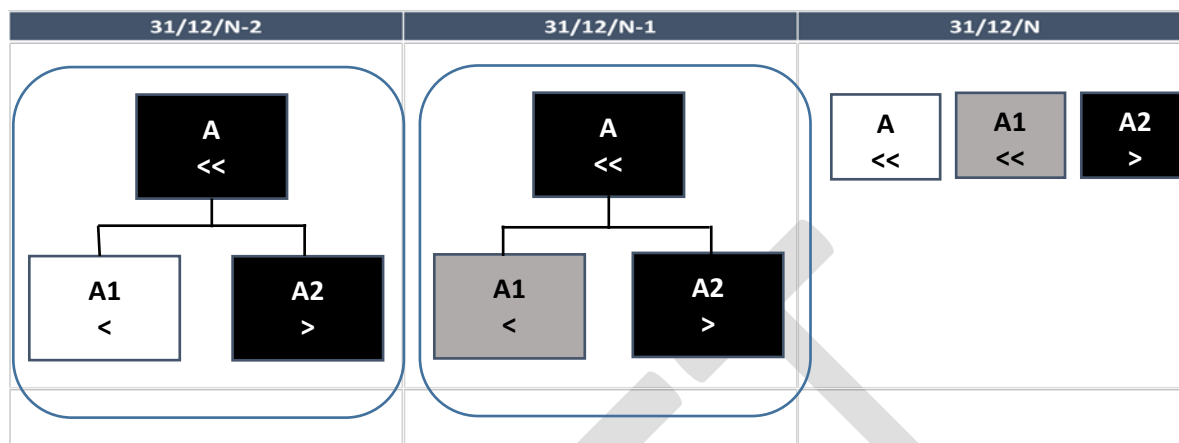 31/12/N-2 31/12/N-1 31/12/N
A A A A1 A2
<< << << << >
A1 A2 A1 A2
< > < >